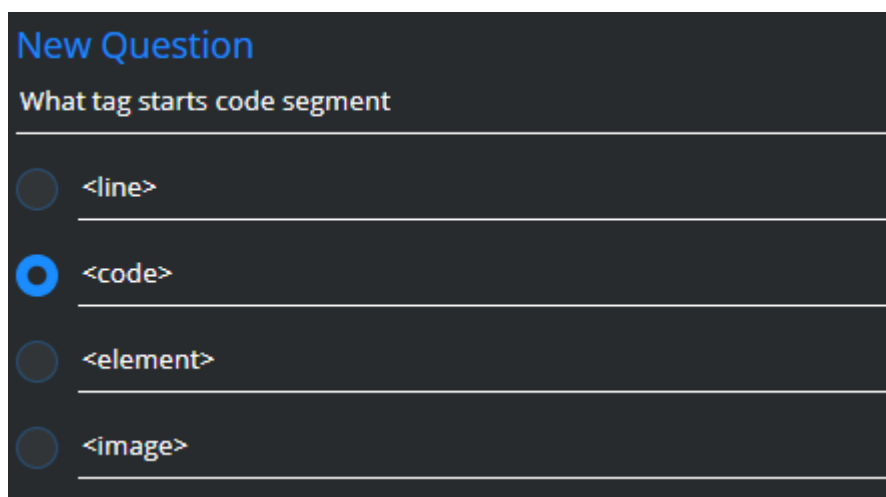 New Question
What tag starts code segment
<line>
<code>
<element>
<image>